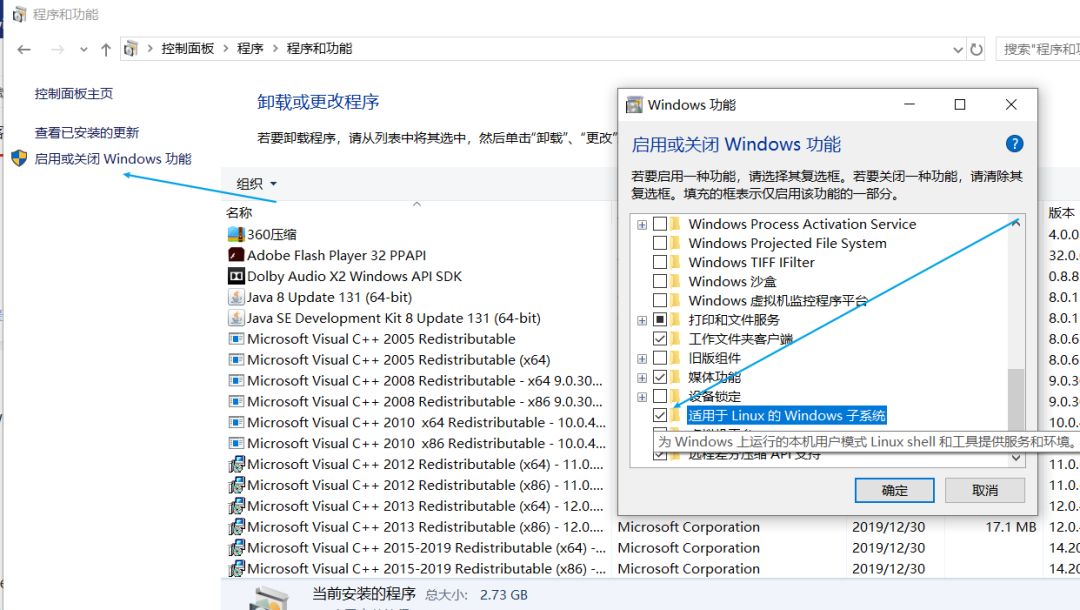 程序和功能
控制面板 › 程序 › 程序和功能
搜索"程序和功
控制面板主页
查看已安装的更新
启用或关闭 Windows 功能
卸载或更改程序
若要卸载程序，请从列表中将其选中，然后单击“卸载”、“更改”
组织
名称
版本
360压缩
4.0.0
Adobe Flash Player 32 PPAPI
32.0.
Dolby Audio X2 Windows API SDK
0.8.8
Java 8 Update 131 (64-bit)
8.0.1
Java SE Development Kit 8 Update 131 (64-bit)
8.0.1
Microsoft Visual C++ 2005 Redistributable
8.0.6
Microsoft Visual C++ 2005 Redistributable (x64)
8.0.6
Microsoft Visual C++ 2008 Redistributable - x64 9.0.30...
9.0.3
Microsoft Visual C++ 2008 Redistributable - x86 9.0.30...
9.0.3
Microsoft Visual C++ 2010 x64 Redistributable - 10.0.4...
10.0.
Microsoft Visual C++ 2010 x86 Redistributable - 10.0.4...
Microsoft Visual C++ 2012 Redistributable (x64) - 11.0....
11.0.
Microsoft Visual C++ 2012 Redistributable (x86) - 11.0....
11.0.
Microsoft Visual C++ 2013 Redistributable (x64) - 12.0....
12.0.
Microsoft Visual C++ 2013 Redistributable (x86) - 12.0.... Microsoft Corporation 2019/12/30 17.1 MB 12.0.
Microsoft Visual C++ 2015-2019 Redistributable (x64) -... Microsoft Corporation 2019/12/30 14.20
Microsoft Visual C++ 2015-2019 Redistributable (x86) -... Microsoft Corporation 2019/12/30 14.20
当前安装的程序 总大小: 2.73 GB
Windows 功能
启用或关闭 Windows 功能
若要启用一种功能，请选择其复选框。若要关闭一种功能，请清除其
复选框。填充的框表示仅启用该功能的一部分。
Windows Process Activation Service
Windows Projected File System
Windows TIFF IFilter
Windows 沙盒
Windows 虚拟机监控程序平台
打印和文件服务
工作文件夹客户端
旧版组件
媒体功能
设备锁定
适用于 Linux 的 Windows 子系统
为 Windows 上运行的本机用户模式 Linux shell 和工具提供服务和环境。
远程差分压缩 API 支持
确定
取消